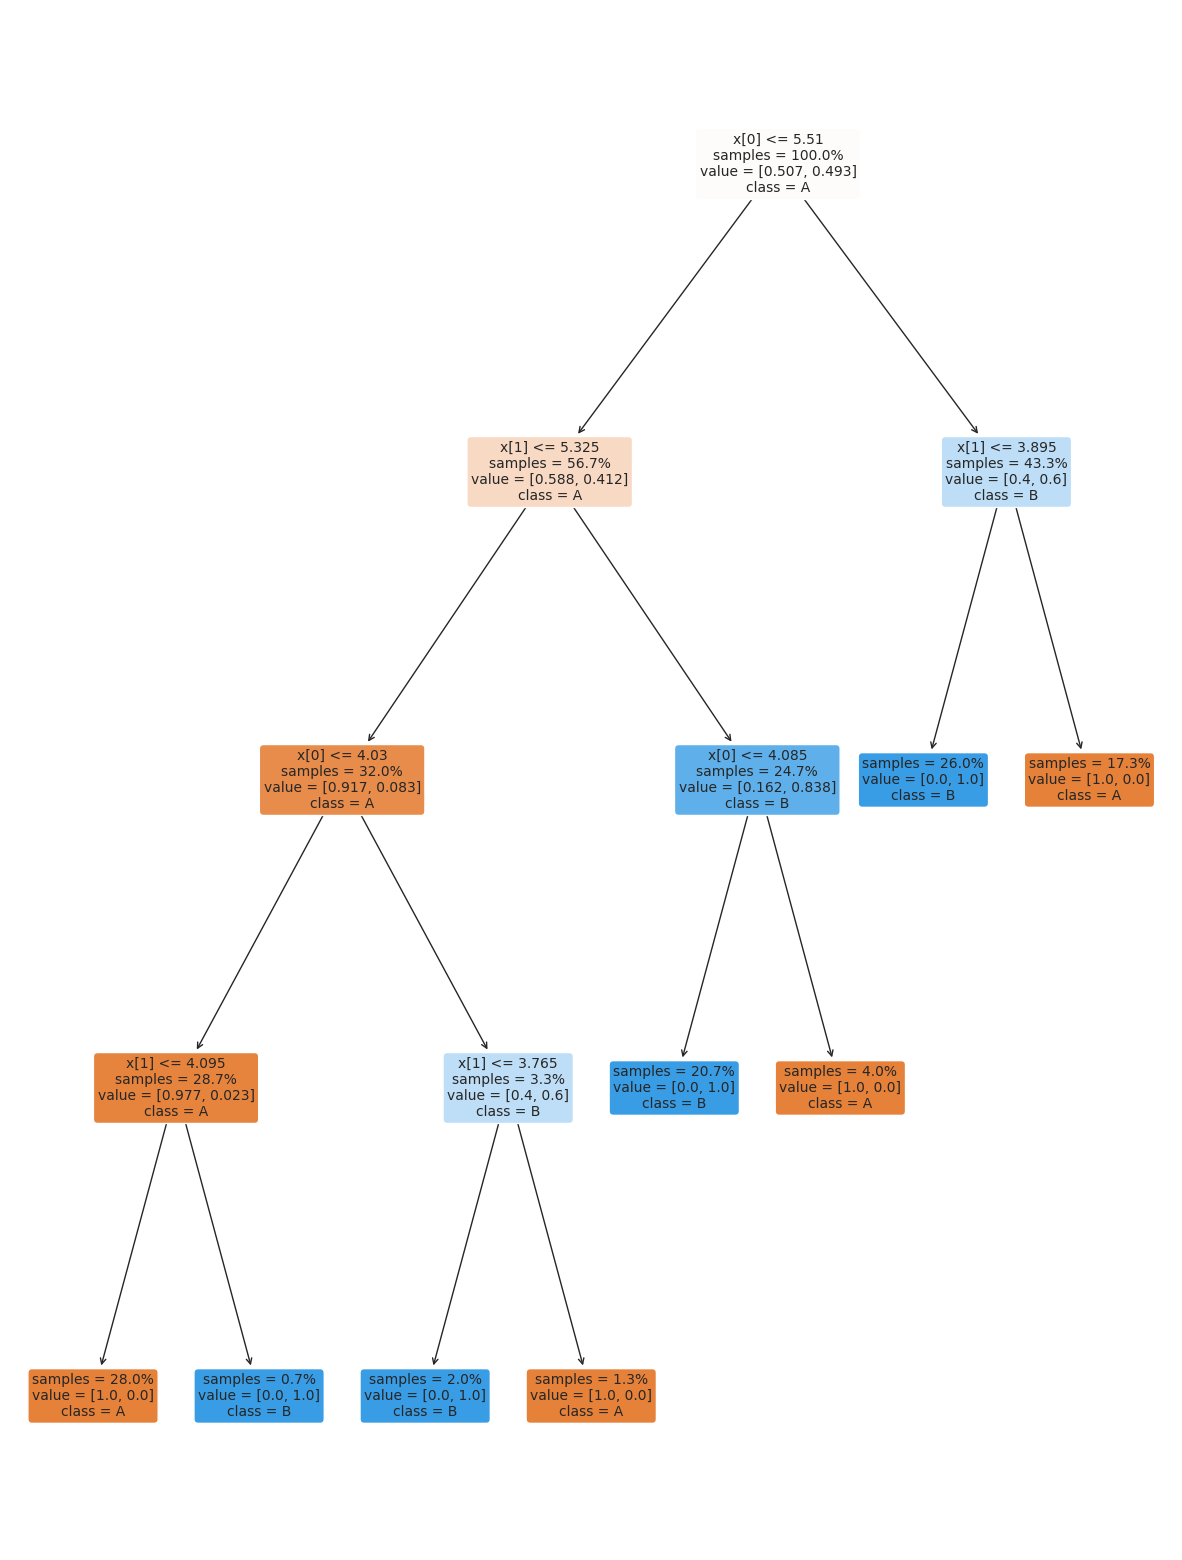 x[0] <= 5.51
samples = 100.0%
value = [0.507, 0.493]
class = A
x[1] <= 5.325
samples = 56.7%
value = [0.588, 0.412]
class = A
x[1] <= 3.895
samples = 43.3%
value = [0.4, 0.6]
class = B
x[0] <= 4.03
samples = 32.0%
value = [0.917, 0.083]
class = A
x[0] <= 4.085
samples = 24.7%
value = [0.162, 0.838]
class = B
samples = 26.0%
value = [0.0, 1.0]
class = B
samples = 17.3%
value = [1.0, 0.0]
class = A
x[1] <= 4.095
samples = 28.7%
value = [0.977, 0.023]
class = A
x[1] <= 3.765
samples = 3.3%
value = [0.4, 0.6]
class = B
samples = 20.7%
value = [0.0, 1.0]
class = B
samples = 4.0%
value = [1.0, 0.0]
class = A
samples = 28.0%
value = [1.0, 0.0]
class = A
samples = 0.7%
value = [0.0, 1.0]
class = B
samples = 2.0%
value = [0.0, 1.0]
class = B
samples = 1.3%
value = [1.0, 0.0]
class = A